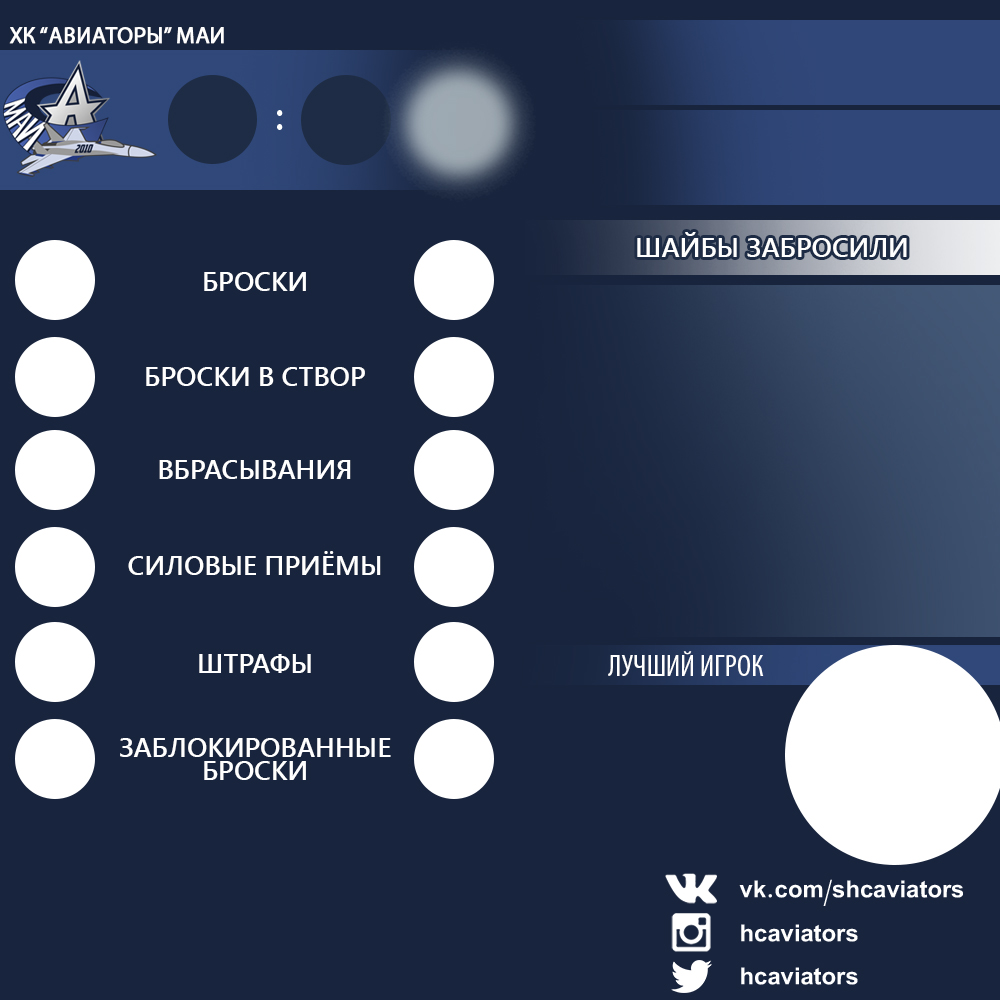 ХК “АВИАТОРЫ” МАИ
А
МАИ
2010
:
ШАЙБЫ ЗАБРОСИЛИ
БРОСКИ
БРОСКИ В СТВОР
ВБРАСЫВАНИЯ
СИЛОВЫЕ ПРИЁМЫ
ШТРАФЫ
ЗАБЛОКИРОВАННЫЕ
БРОСКИ
ЛУЧШИЙ ИГРОК
vk.com/shcaviators
hcaviators
hcaviators